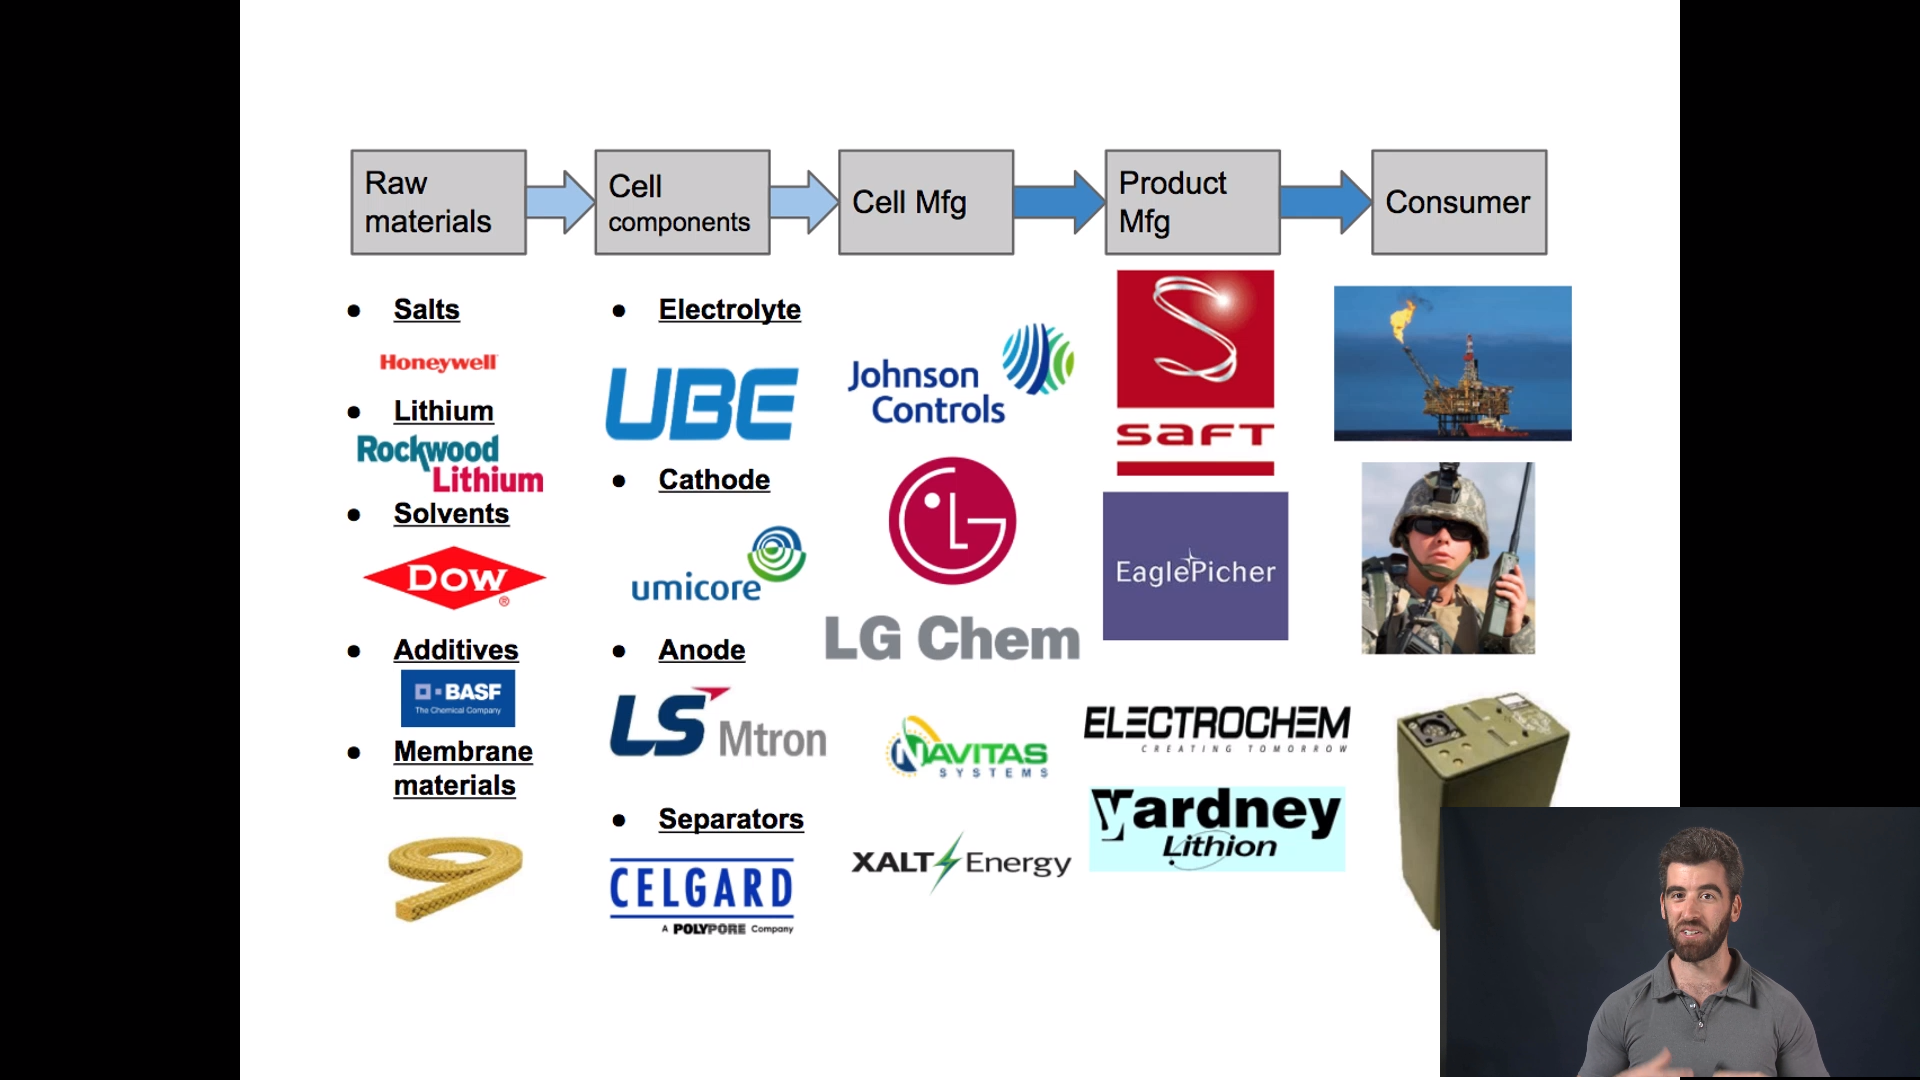 Raw
materials
Cell
components
Cell Mfg
Product
Mfg
Consumer
● Salts
Honeywell
● Lithium
Rockwood
Lithium
● Solvents
DOW
®
● Additives
BASF
The Chemical Company
● Membrane
materials
● Electrolyte
UBE
● Cathode
umicore
● Anode
LS Mtron
● Separators
CELGARD
A POLYPORE Company
Johnson
Controls
LG
LG Chem
NAVITAS
SYSTEMS
XALT Energy
SAFT
EaglePicher
ELECTROCHEM
CREATING TOMORROW
Yardney
Lithion